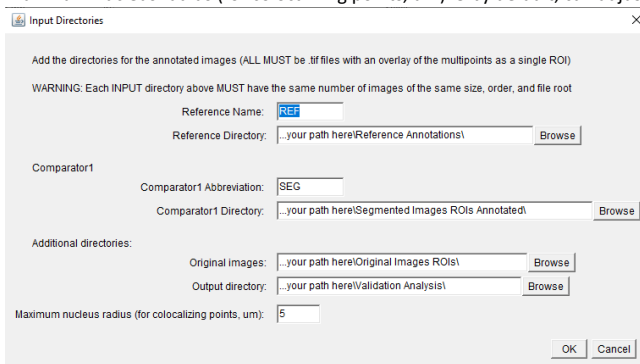 Input Directories
Add the directories for the annotated images (ALL MUST be .tif files with an overlay of the multipoints as a single ROI)
WARNING: Each INPUT directory above MUST have the same number of images of the same size, order, and file root
Reference Name: REF
Reference Directory: ...your path here\Reference Annotations\ Browse
Comparator1
Comparator1 Abbreviation: SEG
Comparator1 Directory: ...your path here\Segmented Images ROIs Annotated\ Browse
Additional directories:
Original images: ...your path here\Original Images ROIs\ Browse
Output directory: ...your path here\Validation Analysis\ Browse
Maximum nucleus radius (for colocalizing points, um): 5
OK Cancel